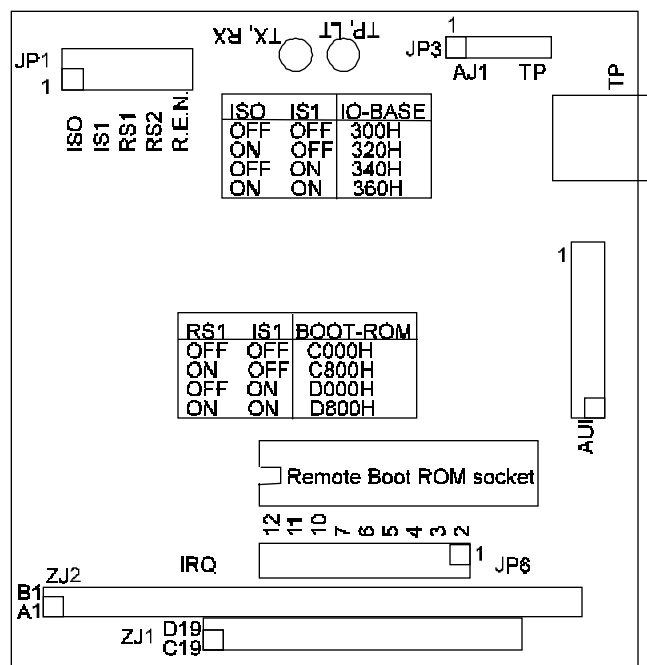 TX, RX
TP, LT
1
JP3
AJ1 TP
TP
JP1
1
ISO
IS1
RS1
RS2
R.E.N.
ISO IS1 IO-BASE
OFF OFF 300H
ON OFF 320H
OFF ON 340H
ON ON 360H
1
AUI
RS1 IS1 BOOT-ROM
OFF OFF C000H
ON OFF C800H
OFF ON D000H
ON ON D800H
Remote Boot ROM socket
12 11 10 7 6 5 4 3 2
IRQ
1
JP6
ZJ2
B1
A1
ZJ1
D19
C19